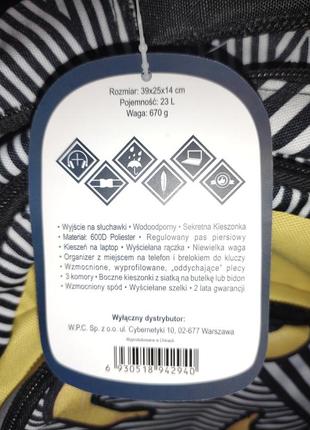 Rozmiar: 39x25x14 cm
Pojemność: 23 L
Waga: 670 g
Wyjście na słuchawki • Wodoodporny • Sekretna Kieszonka
• Materiał: 600D Poliester • Regulowany pas piersiowy
• Kieszeń na laptop • Wyściełana rączka • Niewielka waga
• Organizer z miejscem na telefon i brelokiem do kluczy
• Wzmocnione, wyprofilowane, „oddychające” plecy
• 3 komory • Boczne kieszonki z siatką na butelkę lub bidon
• Wzmocniony spód • Wyściełane szelki • 2 lata gwarancji
Wyłączny dystrybutor:
W.P.C. Sp. z o.o. ul. Cybernetyki 10, 02-677 Warszawa
Wyprodukowano w Chinach
6 930518 942940